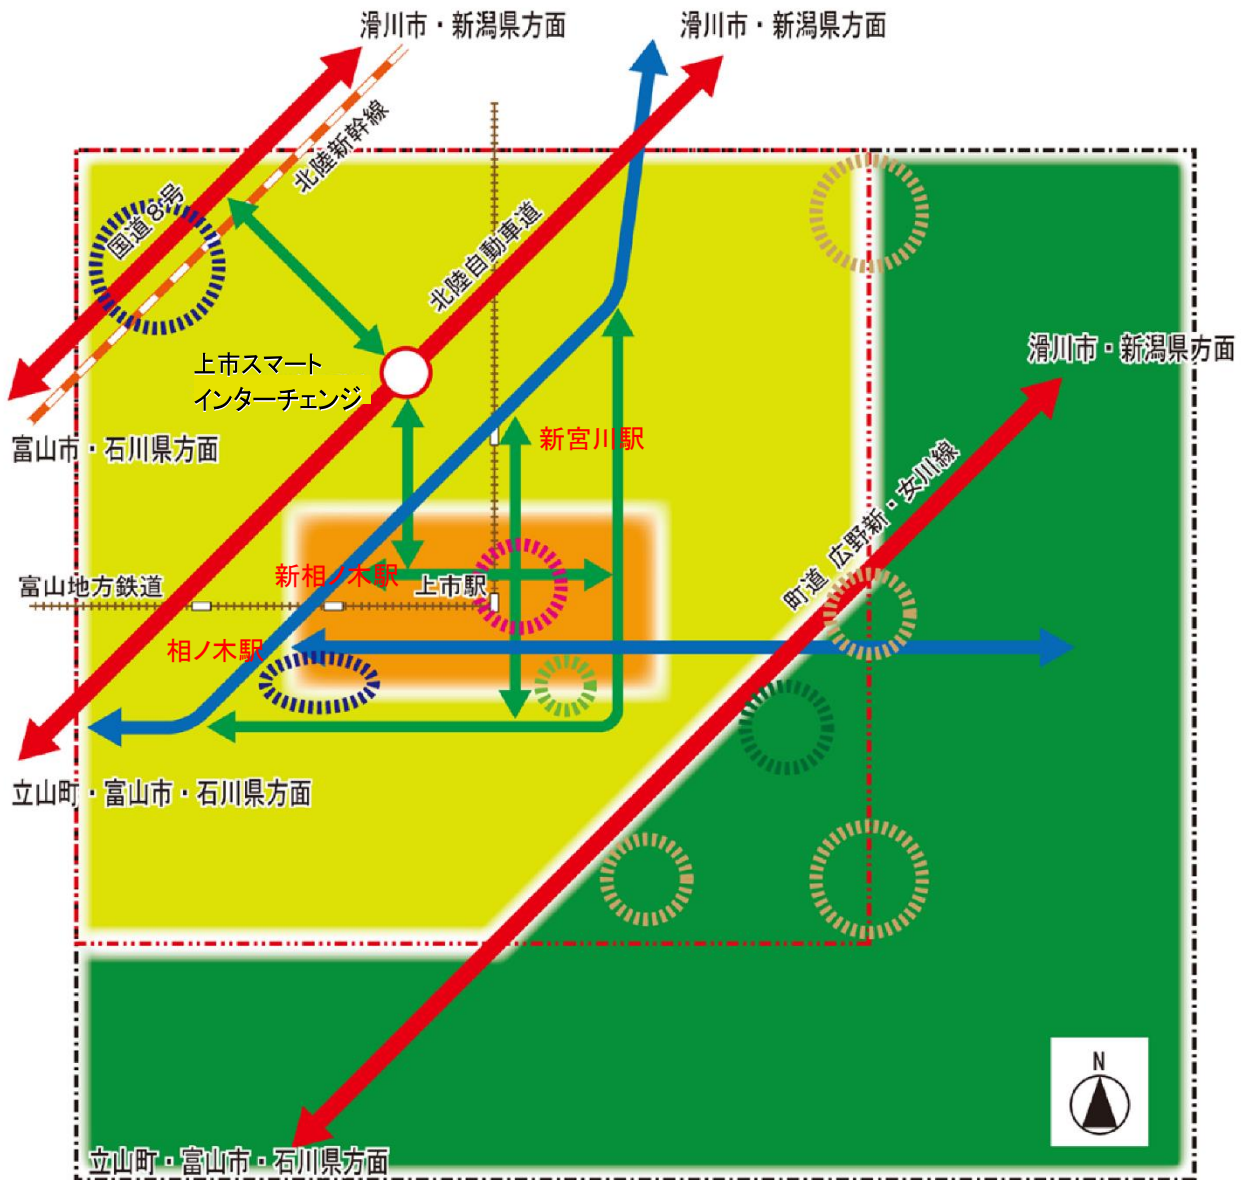 滑川市・新潟県方面
滑川市・新潟県方面
北陸新幹線
国道8号
北陸自動車道
上市スマート
インターチェンジ
滑川市・新潟県方面
富山市・石川県方面
新宮川駅
町道 広野新・女川線
新相ノ木駅
上市駅
富山地方鉄道
相ノ木駅
立山町・富山市・石川県方面
N
立山町・富山市・石川県方面